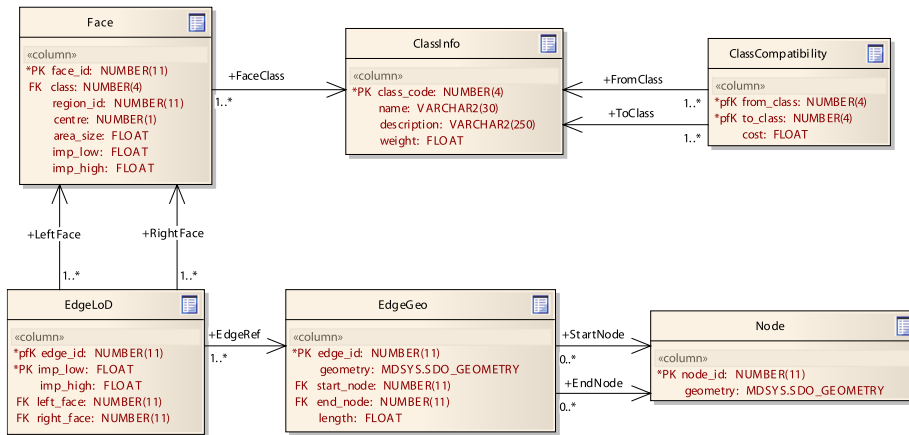 Face
«column»
*PK face_id: NUMBER(11)
FK class: NUMBER(4)
region_id: NUMBER(11)
centre: NUMBER(1)
area_size: FLOAT
imp_low: FLOAT
imp_high: FLOAT
+FaceClass
1..*
ClassInfo
«column»
*PK class_code: NUMBER(4)
name: VARCHAR2(30)
description: VARCHAR2(250)
weight: FLOAT
+FromClass
1..*
+ToClass
1..*
ClassCompatibility
«column»
*pfK from_class: NUMBER(4)
*pfK to_class: NUMBER(4)
cost: FLOAT
+LeftFace
1..*
+RightFace
1..*
EdgeLoD
«column»
*pfK edge_id: NUMBER(11)
*PK imp_low: FLOAT
imp_high: FLOAT
FK left_face: NUMBER(11)
FK right_face: NUMBER(11)
+EdgeRef
1..*
EdgeGeo
«column»
*PK edge_id: NUMBER(11)
geometry: MDSYS.SDO_GEOMETRY
FK start_node: NUMBER(11)
FK end_node: NUMBER(11)
length: FLOAT
+StartNode
0..*
+EndNode
0..*
Node
«column»
*PK node_id: NUMBER(11)
geometry: MDSYS.SDO_GEOMETRY